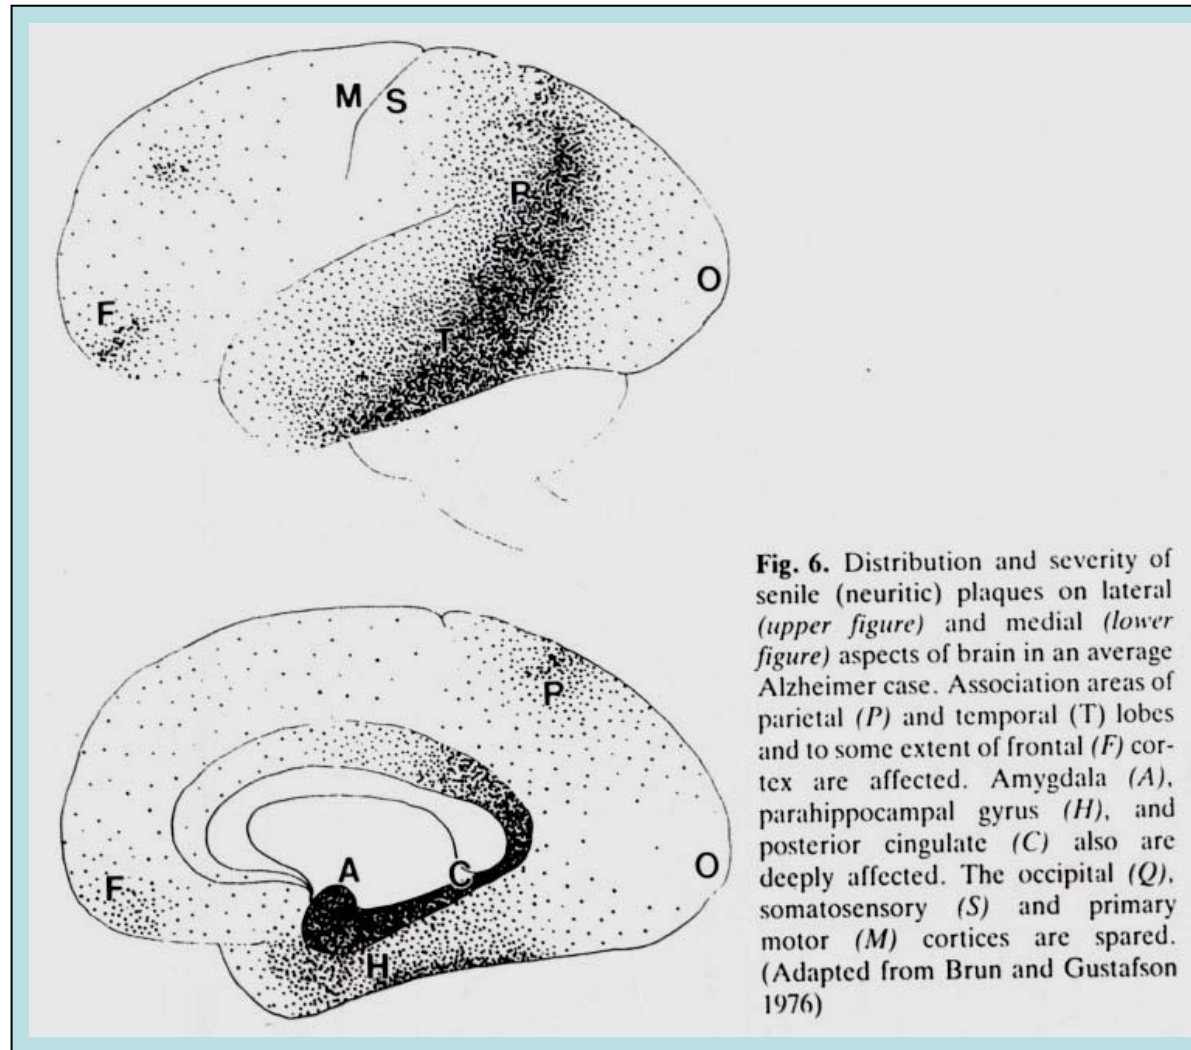 M
S
P
O
F
T
Fig. 6. Distribution and severity of
senile (neuritic) plaques on lateral
(upper figure) and medial (lower
figure) aspects of brain in an average
Alzheimer case. Association areas of
parietal (P) and temporal (T) lobes
and to some extent of frontal (F) cor-
tex are affected. Amygdala (A),
parahippocampal gyrus (H), and
posterior cingulate (C) also are
deeply affected. The occipital (Q),
somatosensory (S) and primary
motor (M) cortices are spared.
(Adapted from Brun and Gustafson
1976)
P
A
C
O
F
H